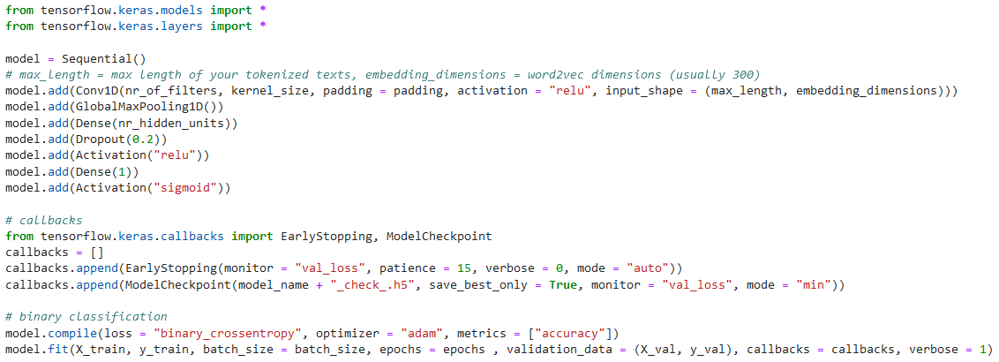 from tensorflow.keras.models import *
from tensorflow.keras.layers import *
model = Sequential()
# max_length = max length of your tokenized texts, embedding_dimensions = word2vec dimensions (usually 300)
model.add(Conv1D(nr_of_filters, kernel_size, padding = padding, activation = "relu", input_shape = (max_length, embedding_dimensions)))
model.add(GlobalMaxPooling1D())
model.add(Dense(nr_hidden_units))
model.add(Dropout(0.2))
model.add(Activation("relu"))
model.add(Dense(1))
model.add(Activation("sigmoid"))
# callbacks
from tensorflow.keras.callbacks import EarlyStopping, ModelCheckpoint
callbacks = []
callbacks.append(EarlyStopping(monitor = "val_loss", patience = 15, verbose = 0, mode = "auto"))
callbacks.append(ModelCheckpoint(model_name + "_check_.h5", save_best_only = True, monitor = "val_loss", mode = "min"))
# binary classification
model.compile(loss = "binary_crossentropy", optimizer = "adam", metrics = ["accuracy"])
model.fit(X_train, y_train, batch_size = batch_size, epochs = epochs , validation_data = (X_val, y_val), callbacks = callbacks, verbose = 1)